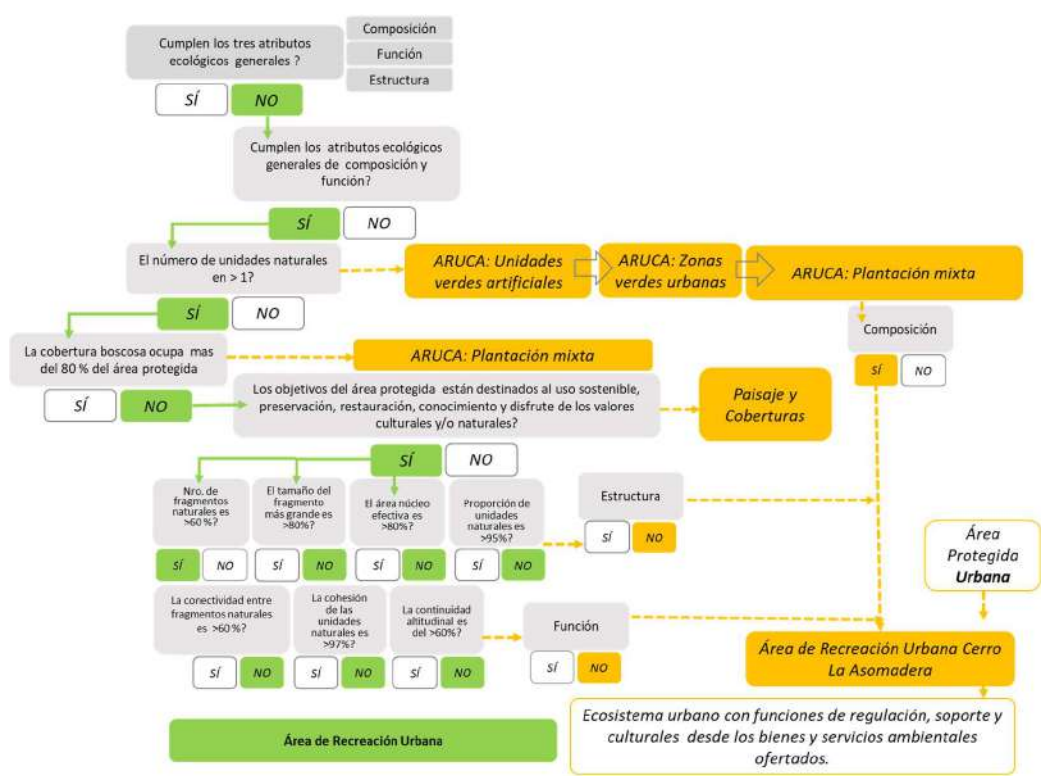 Cumplen los tres atributos
ecológicos generales ?
Composición
Función
Estructura
SÍ
NO
Cumplen los atributos ecológicos
generales de composición y
función?
SÍ
NO
El número de unidades naturales
en > 1?
ARUCA: Unidades
verdes artificiales
ARUCA: Zonas
verdes urbanas
ARUCA: Plantación mixta
SÍ
NO
Composición
SÍ
NO
La cobertura boscosa ocupa mas
del 80 % del área protegida
ARUCA: Plantación mixta
SÍ
NO
Los objetivos del área protegida están destinados al uso sostenible,
preservación, restauración, conocimiento y disfrute de los valores
culturales y/o naturales?
Paisaje y
Coberturas
SÍ
NO
Nro. de
fragmentos
naturales es
>60 %?
El tamaño del
fragmento
más grande es
>80%?
El área núcleo
efectiva es
>80%?
Proporción de
unidades
naturales es
>95%?
Estructura
SÍ
NO
SÍ
NO
SÍ
NO
SÍ
NO
SÍ
NO
Área
Protegida
Urbana
La conectividad entre
fragmentos naturales
es >60 %?
La cohesión
de las
unidades
naturales es
>97%?
La continuidad
altitudinal es
del >60%?
Función
SÍ
NO
SÍ
NO
SÍ
NO
SÍ
NO
Área de Recreación Urbana Cerro
La Asomadera
Ecosistema urbano con funciones de regulación, soporte y
culturales desde los bienes y servicios ambientales
ofertados.
Área de Recreación Urbana